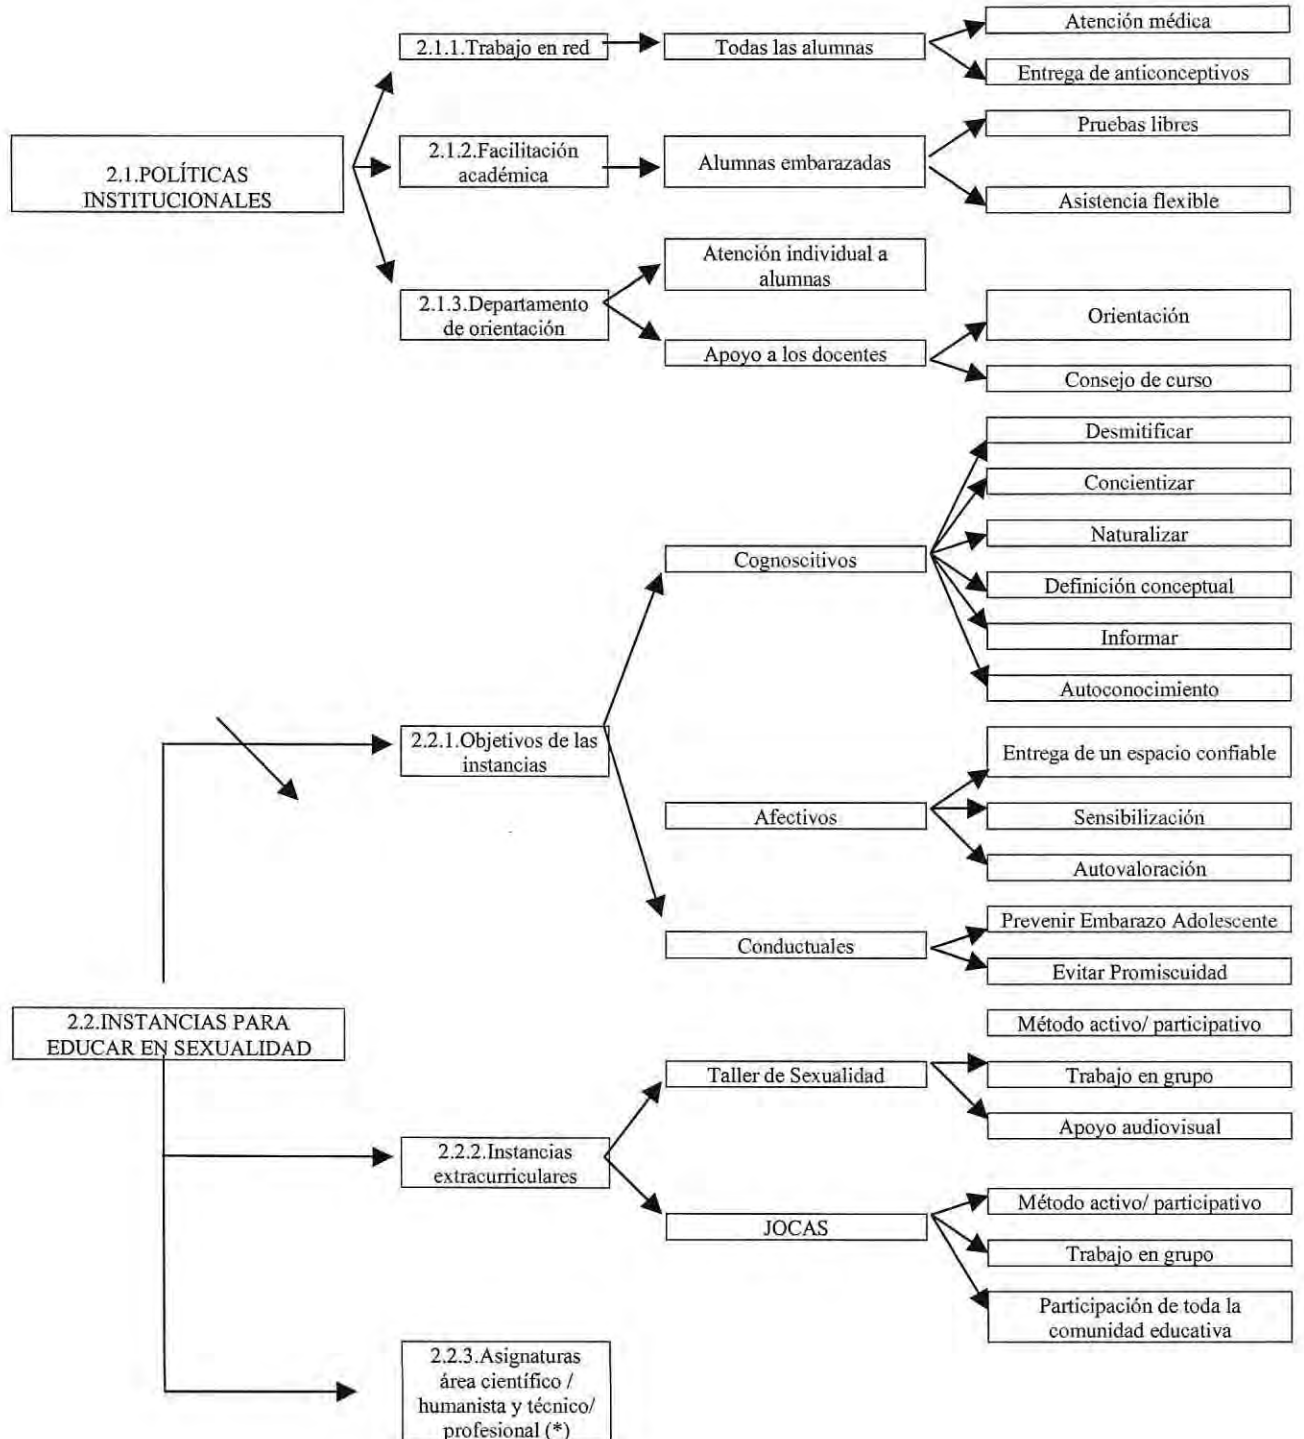 2.1.POLÍTICAS
INSTITUCIONALES
2.1.1.Trabajo en red
Todas las alumnas
Atención médica
Entrega de anticonceptivos
2.1.2.Facilitación
académica
Alumnas embarazadas
Pruebas libres
Asistencia flexible
2.1.3.Departamento
de orientación
Atención individual a
alumnas
Apoyo a los docentes
Orientación
Consejo de curso
2.2.INSTANCIAS PARA
EDUCAR EN SEXUALIDAD
2.2.1.Objetivos de las
instancias
Cognoscitivos
Desmitificar
Concientizar
Naturalizar
Definición conceptual
Informar
Autoconocimiento
Afectivos
Entrega de un espacio confiable
Sensibilización
Autovaloración
Conductuales
Prevenir Embarazo Adolescente
Evitar Promiscuidad
2.2.2.Instancias
extracurriculares
Taller de Sexualidad
Método activo/ participativo
Trabajo en grupo
Apoyo audiovisual
JOCAS
Método activo/ participativo
Trabajo en grupo
Participación de toda la
comunidad educativa
2.2.3.Asignaturas
área científico /
humanista y técnico/
profesional (*)